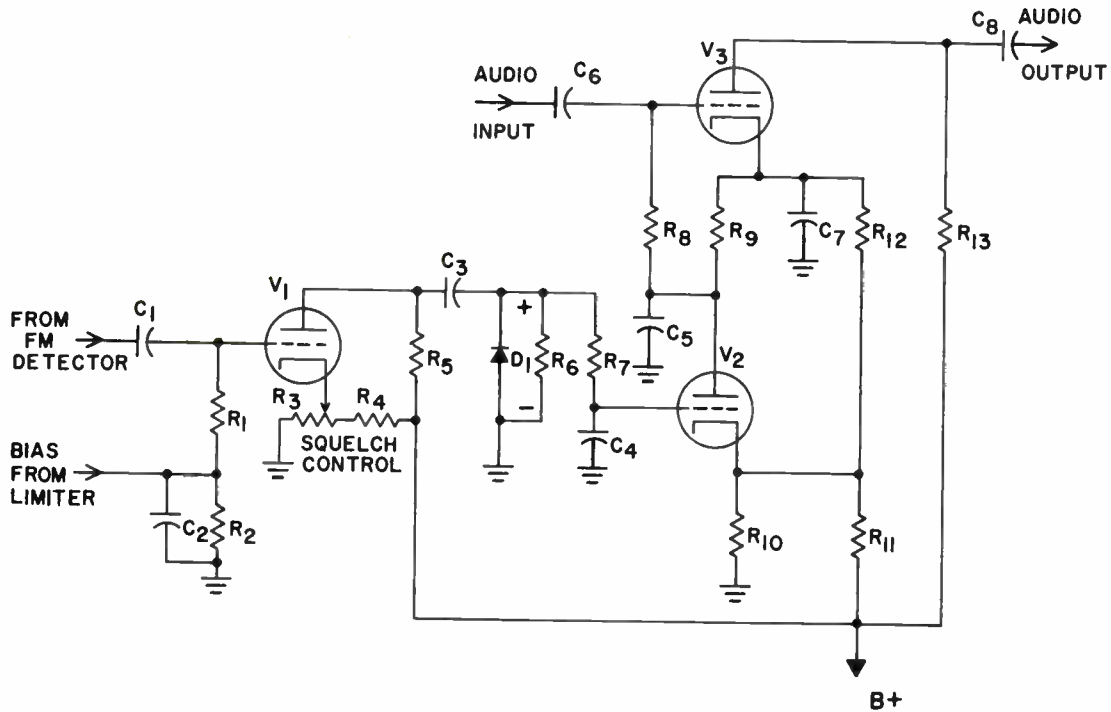 C8 AUDIO
OUTPUT
V3
AUDIO
INPUT
C6
R8
R9
C7
R12
R13
C3
V1
C1
FROM
FM
DETECTOR
R5
+
D1
R6
R7
C5
V2
R3
R4
-
R1
SQUELCH
CONTROL
C4
BIAS
FROM
LIMITER
C2
R2
R10
R11
B+